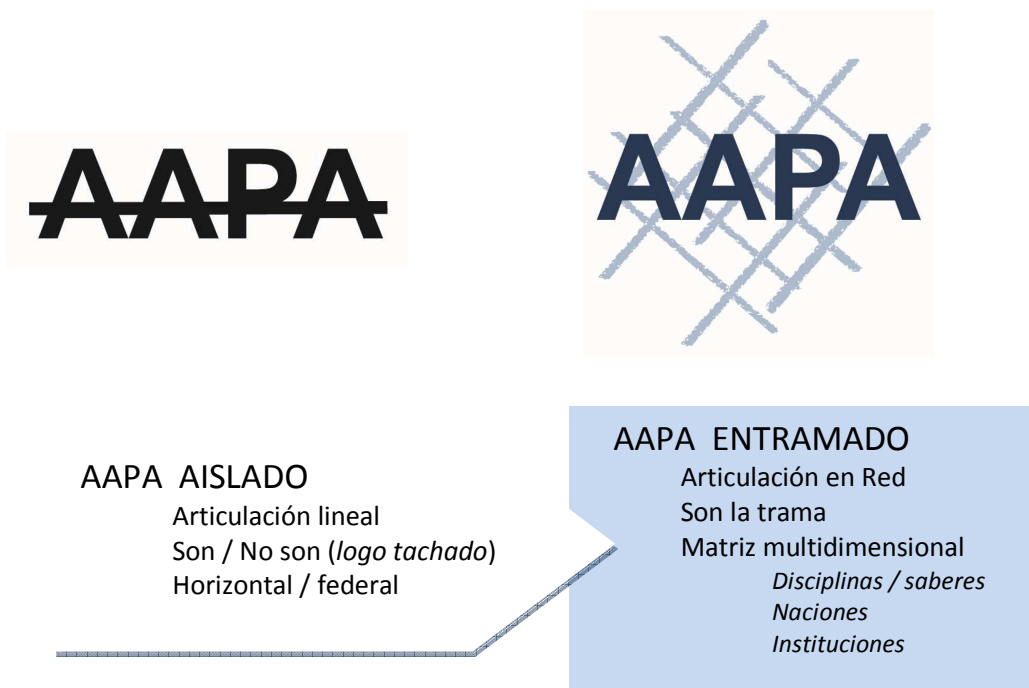 AAPA
AAPA
AAPA AISLADO
Articulación lineal
Son / No son (logo tachado)
Horizontal / federal
AAPA ENTRAMADO
Articulación en Red
Son la trama
Matriz multidimensional
Disciplinas / saberes
Naciones
Instituciones